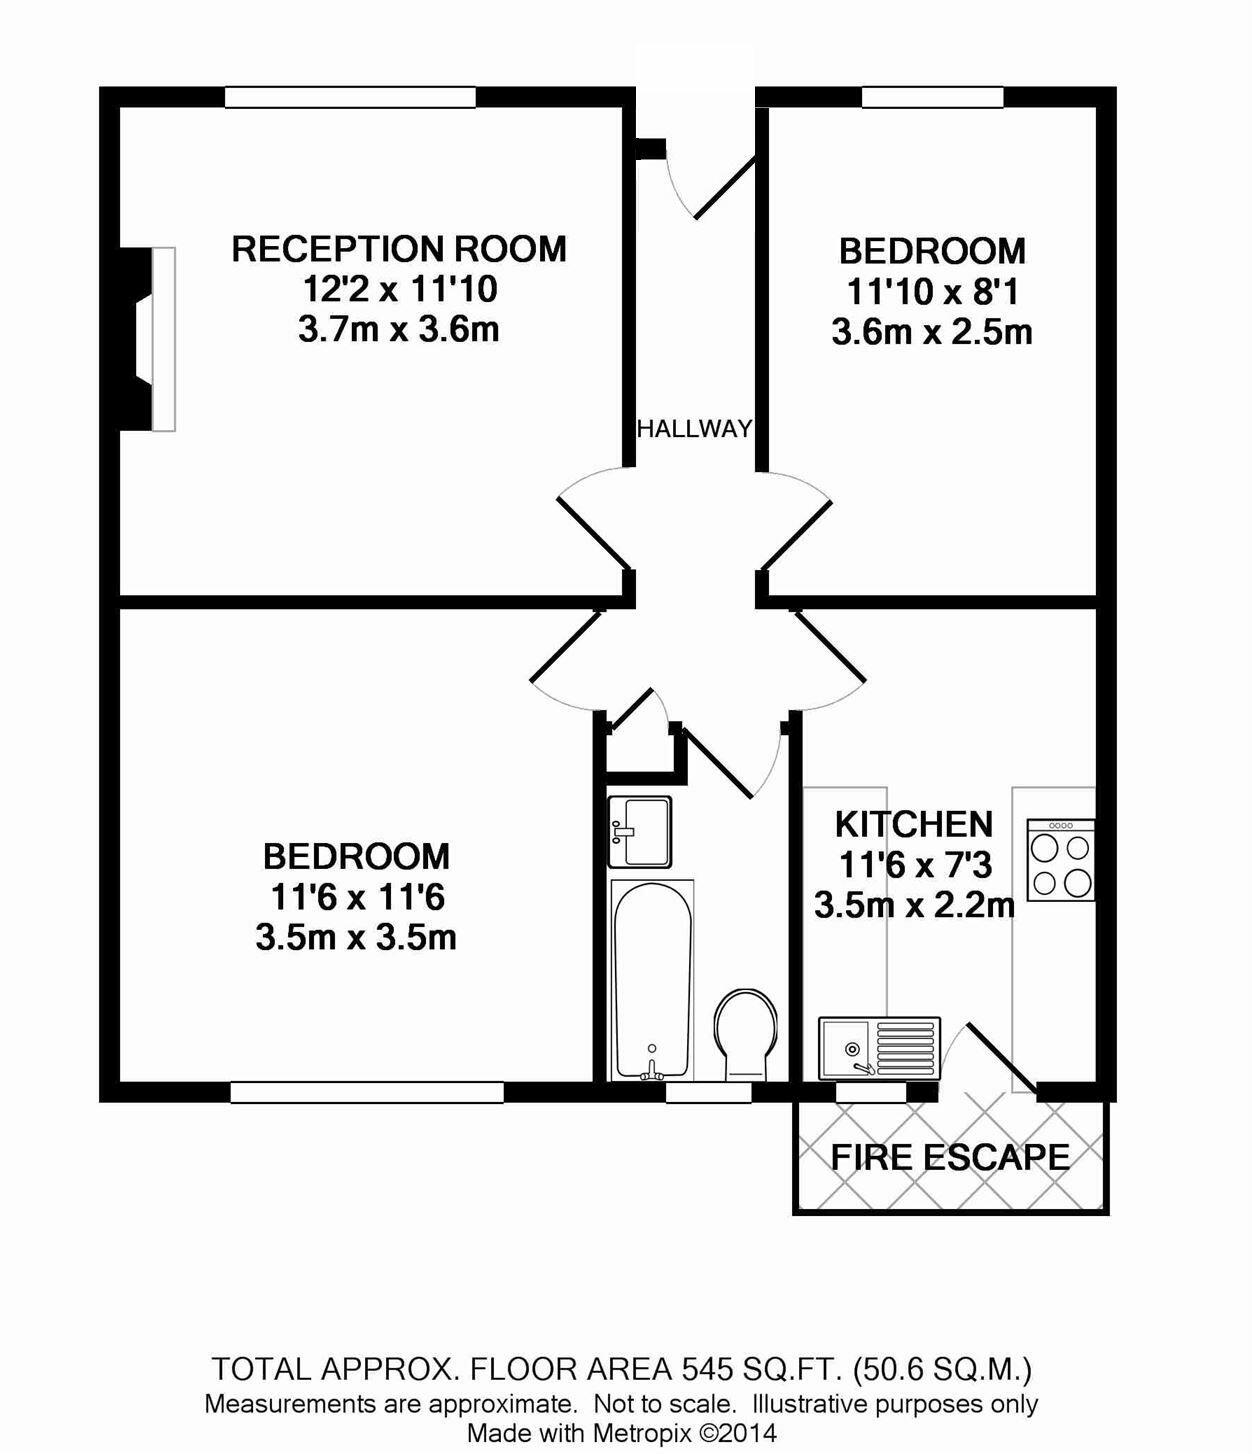 RECEPTION ROOM
12'2 x 11'10
3.7m x 3.6m
BEDROOM
11'10 x 8'1
3.6m x 2.5m
HALLWAY
BEDROOM
11'6 x 11'6
3.5m x 3.5m
KITCHEN
11'6 x 7'3
3.5m x 2.2m
FIRE ESCAPE
TOTAL APPROX. FLOOR AREA 545 SQ.FT. (50.6 SQ.M.)
Measurements are approximate. Not to scale. Illustrative purposes only
Made with Metropix ©2014